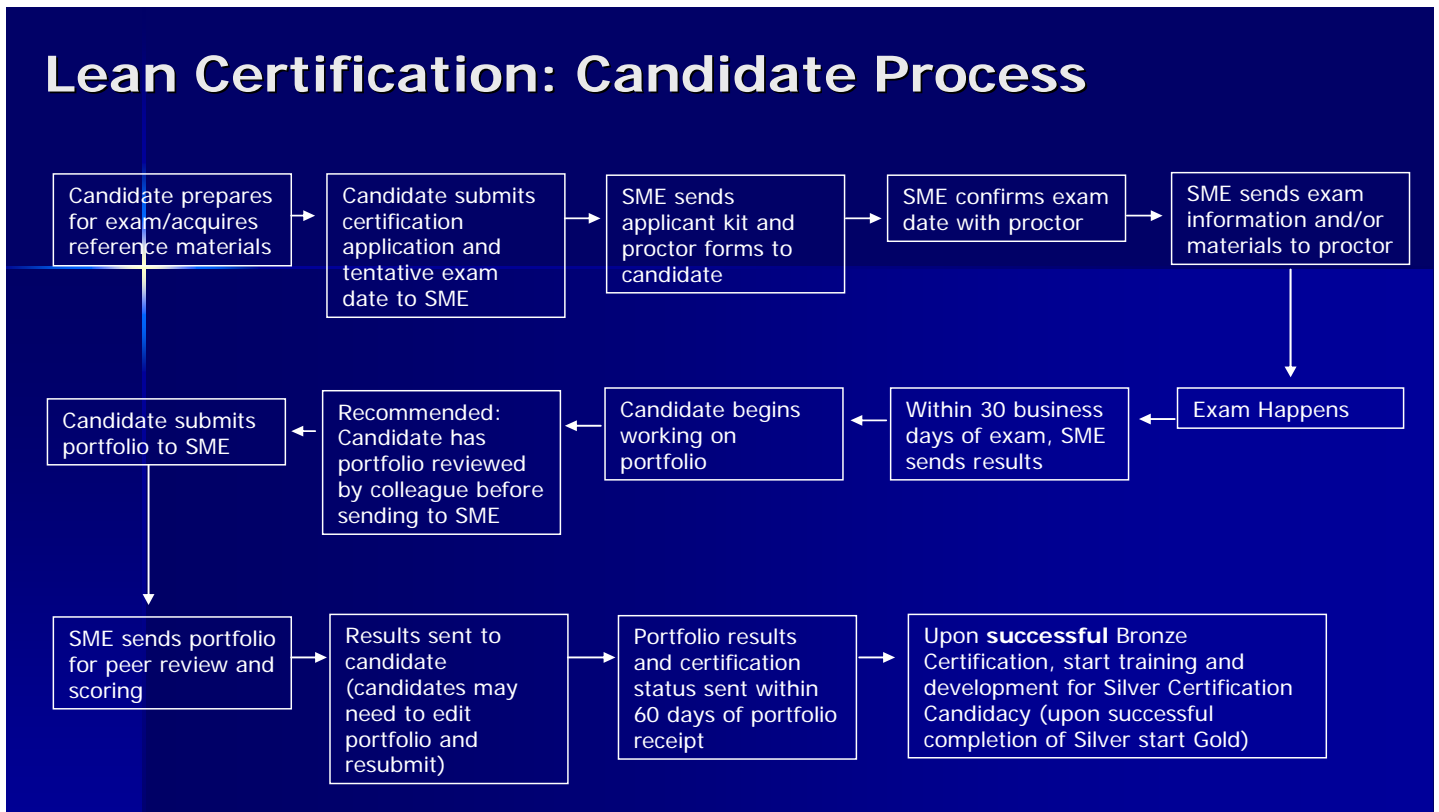 Lean Certification: Candidate Process
Candidate prepares
for exam/acquires
reference materials
Candidate submits
certification
application and
tentative exam
date to SME
SME sends
applicant kit and
proctor forms to
candidate
SME confirms exam
date with proctor
SME sends exam
information and/or
materials to proctor
Exam Happens
Within 30 business
days of exam, SME
sends results
Candidate begins
working on
portfolio
Recommended:
Candidate has
portfolio reviewed
by colleague before
sending to SME
Candidate submits
portfolio to SME
SME sends portfolio
for peer review and
scoring
Results sent to
candidate
(candidates may
need to edit
portfolio and
resubmit)
Portfolio results
and certification
status sent within
60 days of portfolio
receipt
Upon successful Bronze
Certification, start training and
development for Silver Certification
Candidacy (upon successful
completion of Silver start Gold)